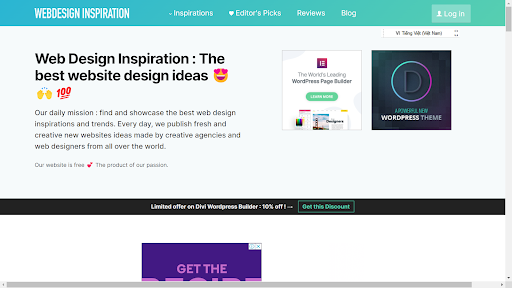 WEBDESIGN INSPIRATION
Inspirations
Editor's Picks
Reviews
Blog
Log In
VI Tiếng Việt (Việt Nam)
Web Design Inspiration : The
best website design ideas 😍
🙌 💯
Our daily mission : find and showcase the best web design
inspirations and trends. Every day, we publish fresh and
creative new websites ideas made by creative agencies and
web designers from all over the world.
Our website is free 💕 The product of our passion.
The World's Leading
WordPress Page Builder
LEARN MORE
Designers
A POWERFUL NEW
WORDPRESS THEME
Limited offer on Divi Wordpress Builder : 10% off ! →
Get this Discount
GET THE